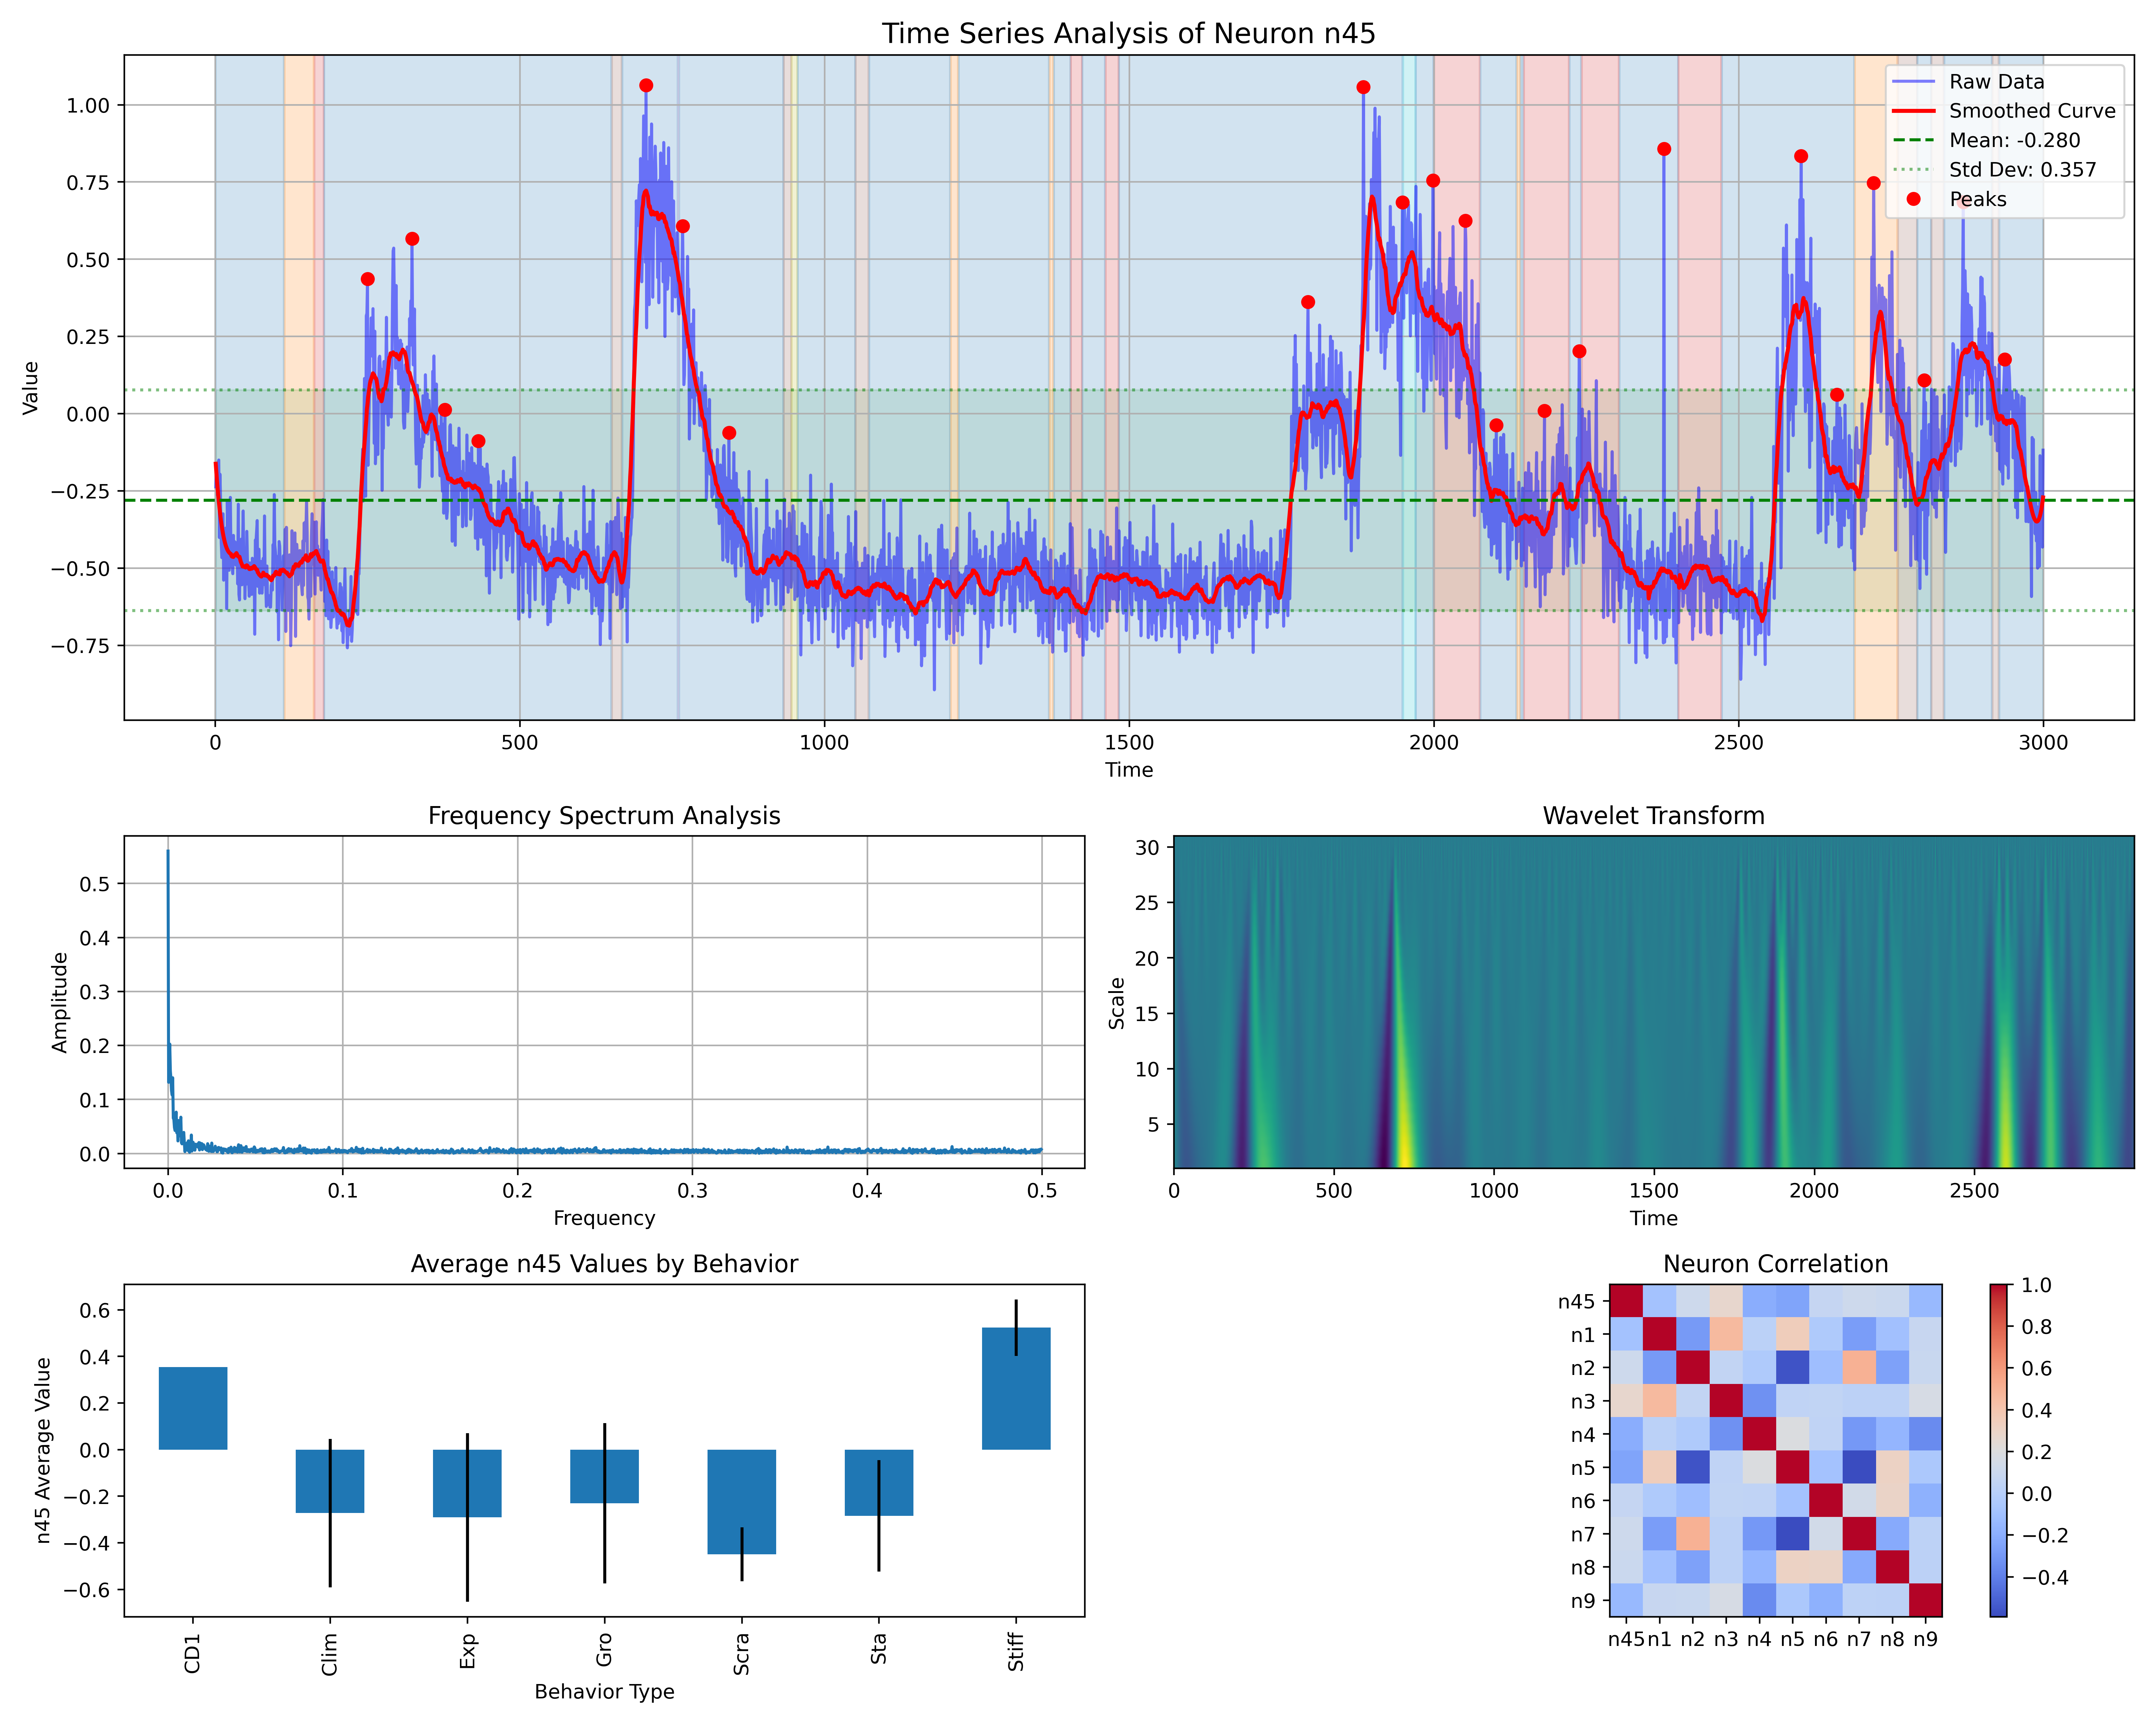 Time Series Analysis of Neuron n45
Value
1.00
0.75
0.50
0.25
0.00
−0.25
−0.50
−0.75
Raw Data
Smoothed Curve
Mean: -0.280
Std Dev: 0.357
Peaks
0 500 1000 1500 2000 2500 3000
Time
Frequency Spectrum Analysis
Amplitude
0.5
0.4
0.3
0.2
0.1
0.0
0.0 0.1 0.2 0.3 0.4 0.5
Frequency
Wavelet Transform
Scale
30
25
20
15
10
5
0 500 1000 1500 2000 2500
Time
Average n45 Values by Behavior
n45 Average Value
0.6
0.4
0.2
0.0
−0.2
−0.4
−0.6
CD1 Clim Exp Gro Scra Sta Stiff
Behavior Type
Neuron Correlation
n45
n1
n2
n3
n4
n5
n6
n7
n8
n9
n45 n1 n2 n3 n4 n5 n6 n7 n8 n9
1.0
0.8
0.6
0.4
0.2
0.0
−0.2
−0.4